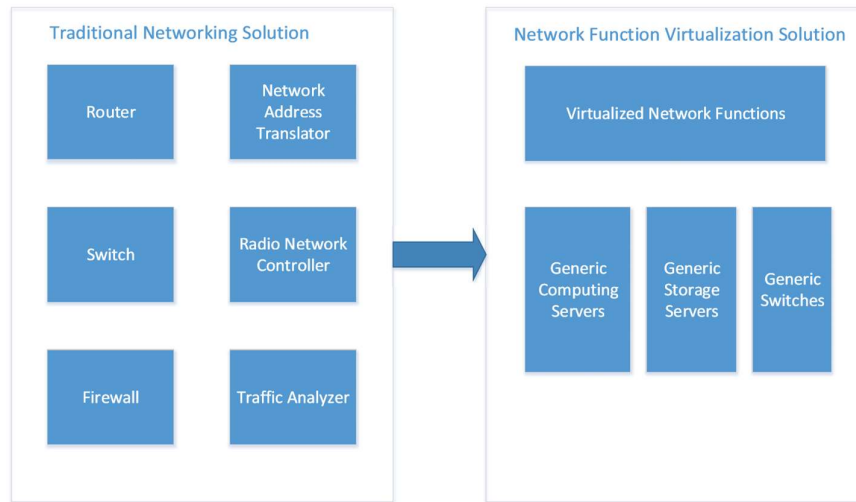 Traditional Networking Solution
Router
Network
Address
Translator
Switch
Radio Network
Controller
Firewall
Traffic Analyzer
Network Function Virtualization Solution
Virtualized Network Functions
Generic
Computing
Servers
Generic
Storage
Servers
Generic
Switches